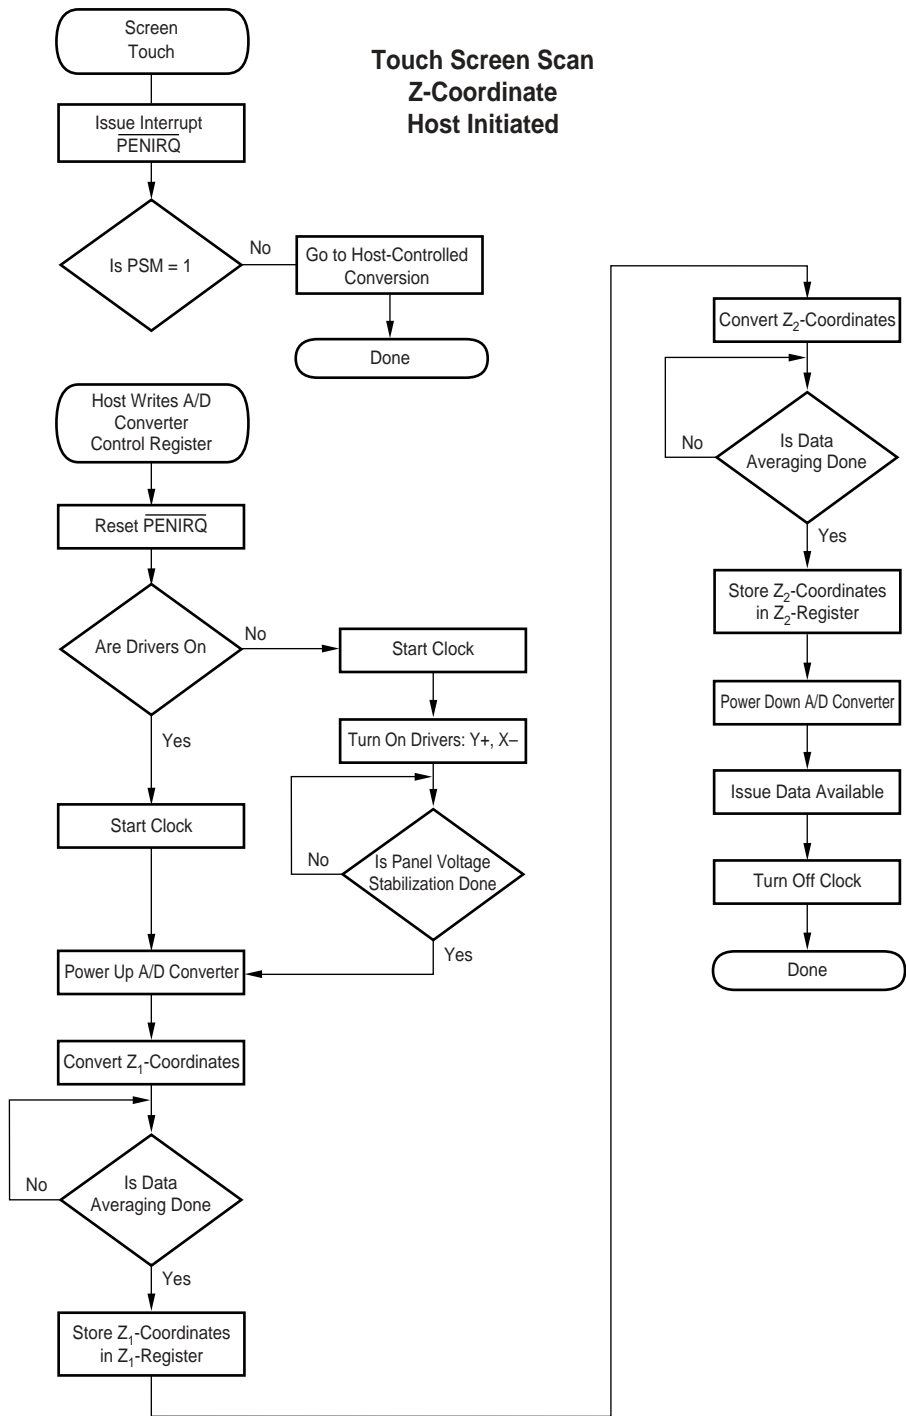 Screen
Touch
Touch Screen Scan
Z-Coordinate
Host Initiated
Issue Interrupt
PENIRQ
Is PSM = 1
No
Go to Host-Controlled
Conversion
Done
Host Writes A/D
Converter
Control Register
Reset PENIRQ
Are Drivers On
No
Start Clock
Turn On Drivers: Y+, X–
Yes
Start Clock
No
Is Panel Voltage
Stabilization Done
Yes
Power Up A/D Converter
Convert Z1-Coordinates
No
Is Data
Averaging Done
Yes
Store Z1-Coordinates
in Z1-Register
Convert Z2-Coordinates
No
Is Data
Averaging Done
Yes
Store Z2-Coordinates
in Z2-Register
Power Down A/D Converter
Issue Data Available
Turn Off Clock
Done